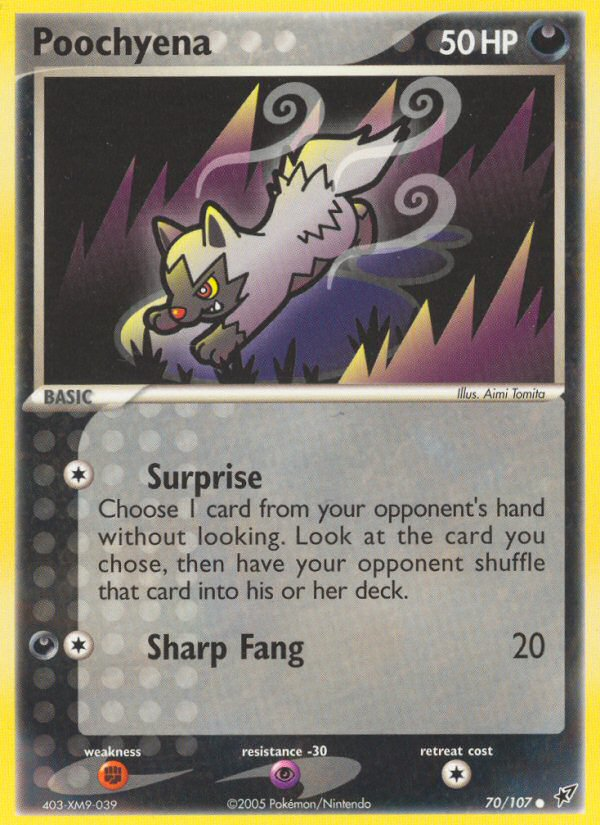 Poochyena
50 HP
BASIC
Illus. Aimi Tomita
Surprise
Choose 1 card from your opponent's hand
without looking. Look at the card you
chose, then have your opponent shuffle
that card into his or her deck.
Sharp Fang 20
weakness resistance -30 retreat cost
403-XM9-039 ©2005 Pokémon/Nintendo 70/107